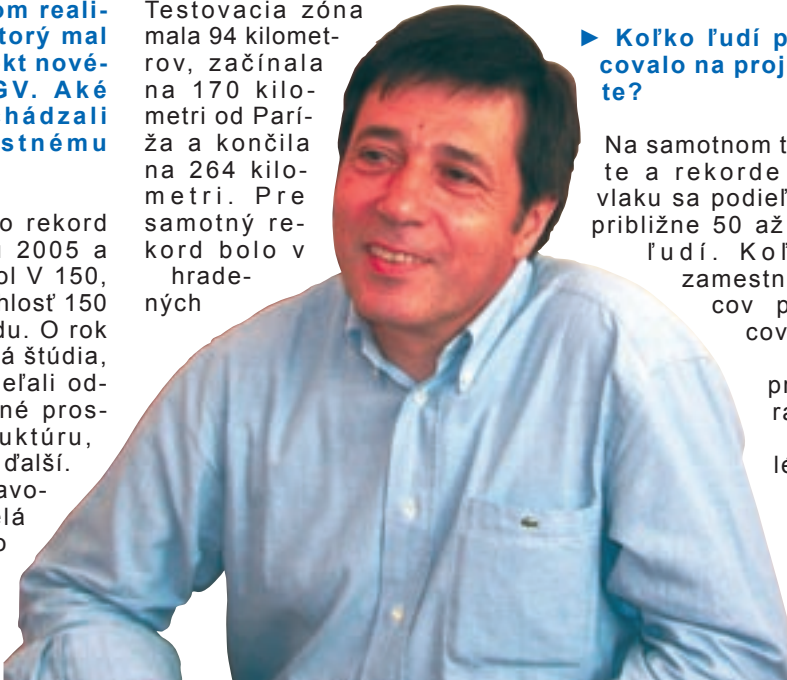 om reali-
torý mal
kt nové-
GV. Aké
hádzali
stnému
o rekord
2005 a
ol V 150,
hlosť 150
du. O rok
á štúdia,
eľali od-
né pros-
uktúru,
ďalší.
avo-
elá
o
Testovacia zóna
mala 94 kilomet-
rov, začínala
na 170 kilo-
metri od Parí-
ža a končila
na 264 kilo-
metri. Pre
samotný re-
kord bolo v
hrade-
ných
► Koľko ľudí p
covalo na proj
te?
Na samotnom t
te a rekorde
vlaku sa podieľ
približne 50 až
ľudí. Koľ
zamestn
cov p
cov
pr
ra
lé